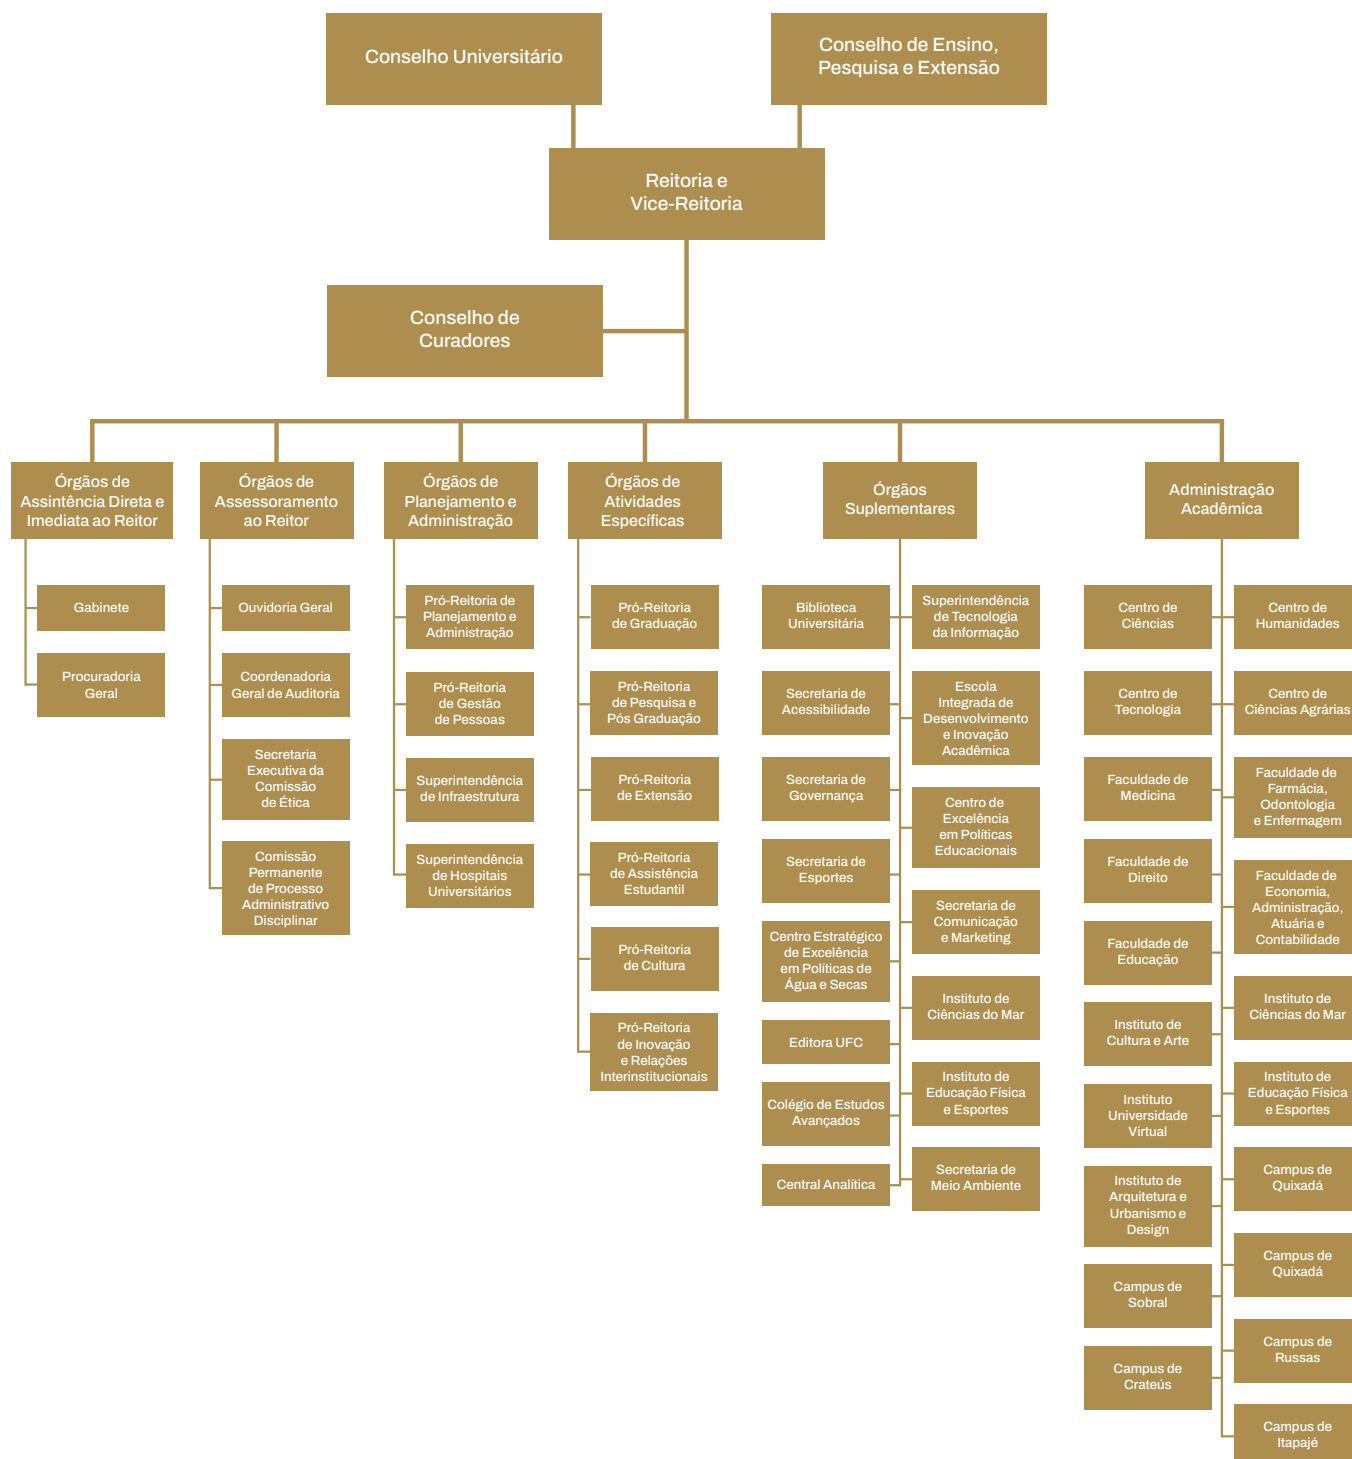 Conselho Universitário
Conselho de Ensino,
Pesquisa e Extensão
Reitoria e
Vice-Reitoria
Conselho de
Curadores
Órgãos de
Assintência Direta e
Imediata ao Reitor
Gabinete
Procuradoria
Geral
Órgãos de
Assessoramento
ao Reitor
Ouvidoria Geral
Coordenadoria
Geral de Auditoria
Secretaria
Executiva da
Comissão
de Ética
Comissão
Permanente
de Processo
Administrativo
Disciplinar
Órgãos de
Planejamento e
Administração
Pró-Reitoria de
Planejamento e
Administração
Pró-Reitoria
de Gestão
de Pessoas
Superintendência
de Infraestrutura
Superintendência
de Hospitais
Universitários
Órgãos de
Atividades
Específicas
Pró-Reitoria
de Graduação
Pró-Reitoria
de Pesquisa e
Pós Graduação
Pró-Reitoria
de Extensão
Pró-Reitoria
de Assistência
Estudantil
Pró-Reitoria
de Cultura
Pró-Reitoria
de Inovação
e Relações
Interinstitucionais
Órgãos
Suplementares
Biblioteca
Universitária
Secretaria de
Acessibilidade
Secretaria de
Governança
Secretaria de
Esportes
Centro Estratégico
de Excelência
em Políticas de
Água e Secas
Editora UFC
Colégio de Estudos
Avançados
Central Analítica
Superintendência
de Tecnologia
da Informação
Escola
Integrada de
Desenvolvimento
e Inovação
Acadêmica
Centro de
Excelência
em Políticas
Educacionais
Secretaria de
Comunicação
e Marketing
Instituto de
Ciências do Mar
Instituto de
Educação Física
e Esportes
Secretaria de
Meio Ambiente
Administração
Acadêmica
Centro de
Ciências
Centro de
Tecnologia
Faculdade de
Medicina
Faculdade de
Direito
Faculdade de
Educação
Instituto de
Cultura e Arte
Instituto
Universidade
Virtual
Instituto de
Arquitetura e
Urbanismo e
Design
Campus de
Sobral
Campus de
Crateús
Centro de
Humanidades
Centro de
Ciências Agrárias
Faculdade de
Farmácia,
Odontologia
e Enfermagem
Faculdade de
Economia,
Administração,
Atuária e
Contabilidade
Instituto de
Ciências do Mar
Instituto de
Educação Física
e Esportes
Campus de
Quixadá
Campus de
Quixadá
Campus de
Russas
Campus de
Itapajé